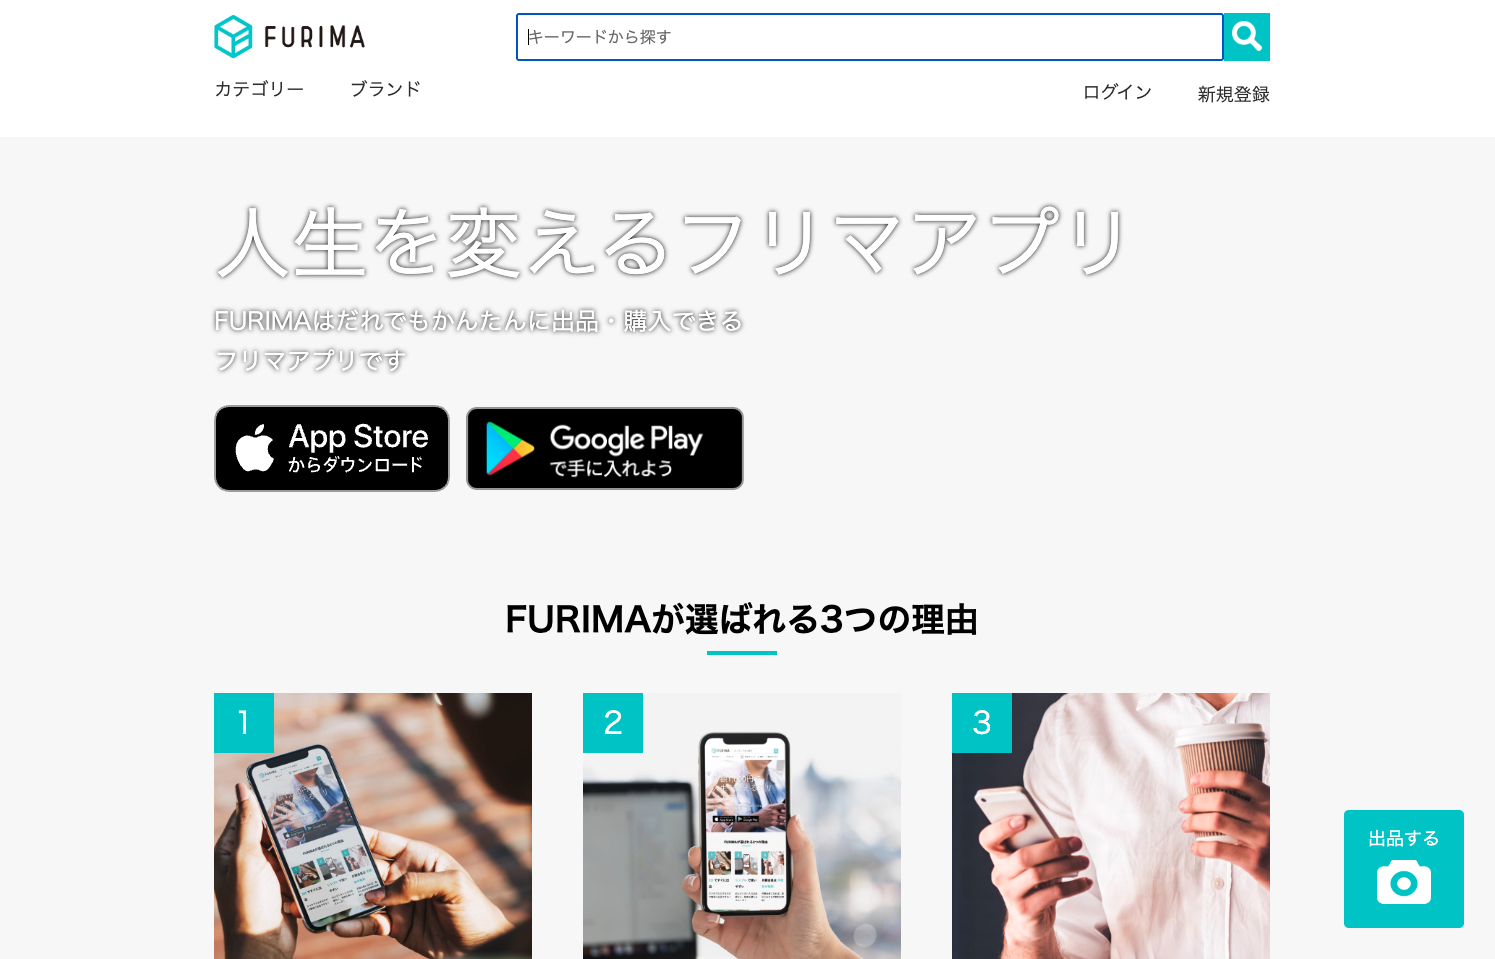 FURIMA
キーワードから探す
カテゴリー ブランド ログイン 新規登録
人生を変えるフリマアプリ
FURIMAはだれでもかんたんに出品・購入できる
フリマアプリです
App Store
からダウンロード
Google Play
で手に入れよう
FURIMAが選ばれる3つの理由
1
2
3
出品する